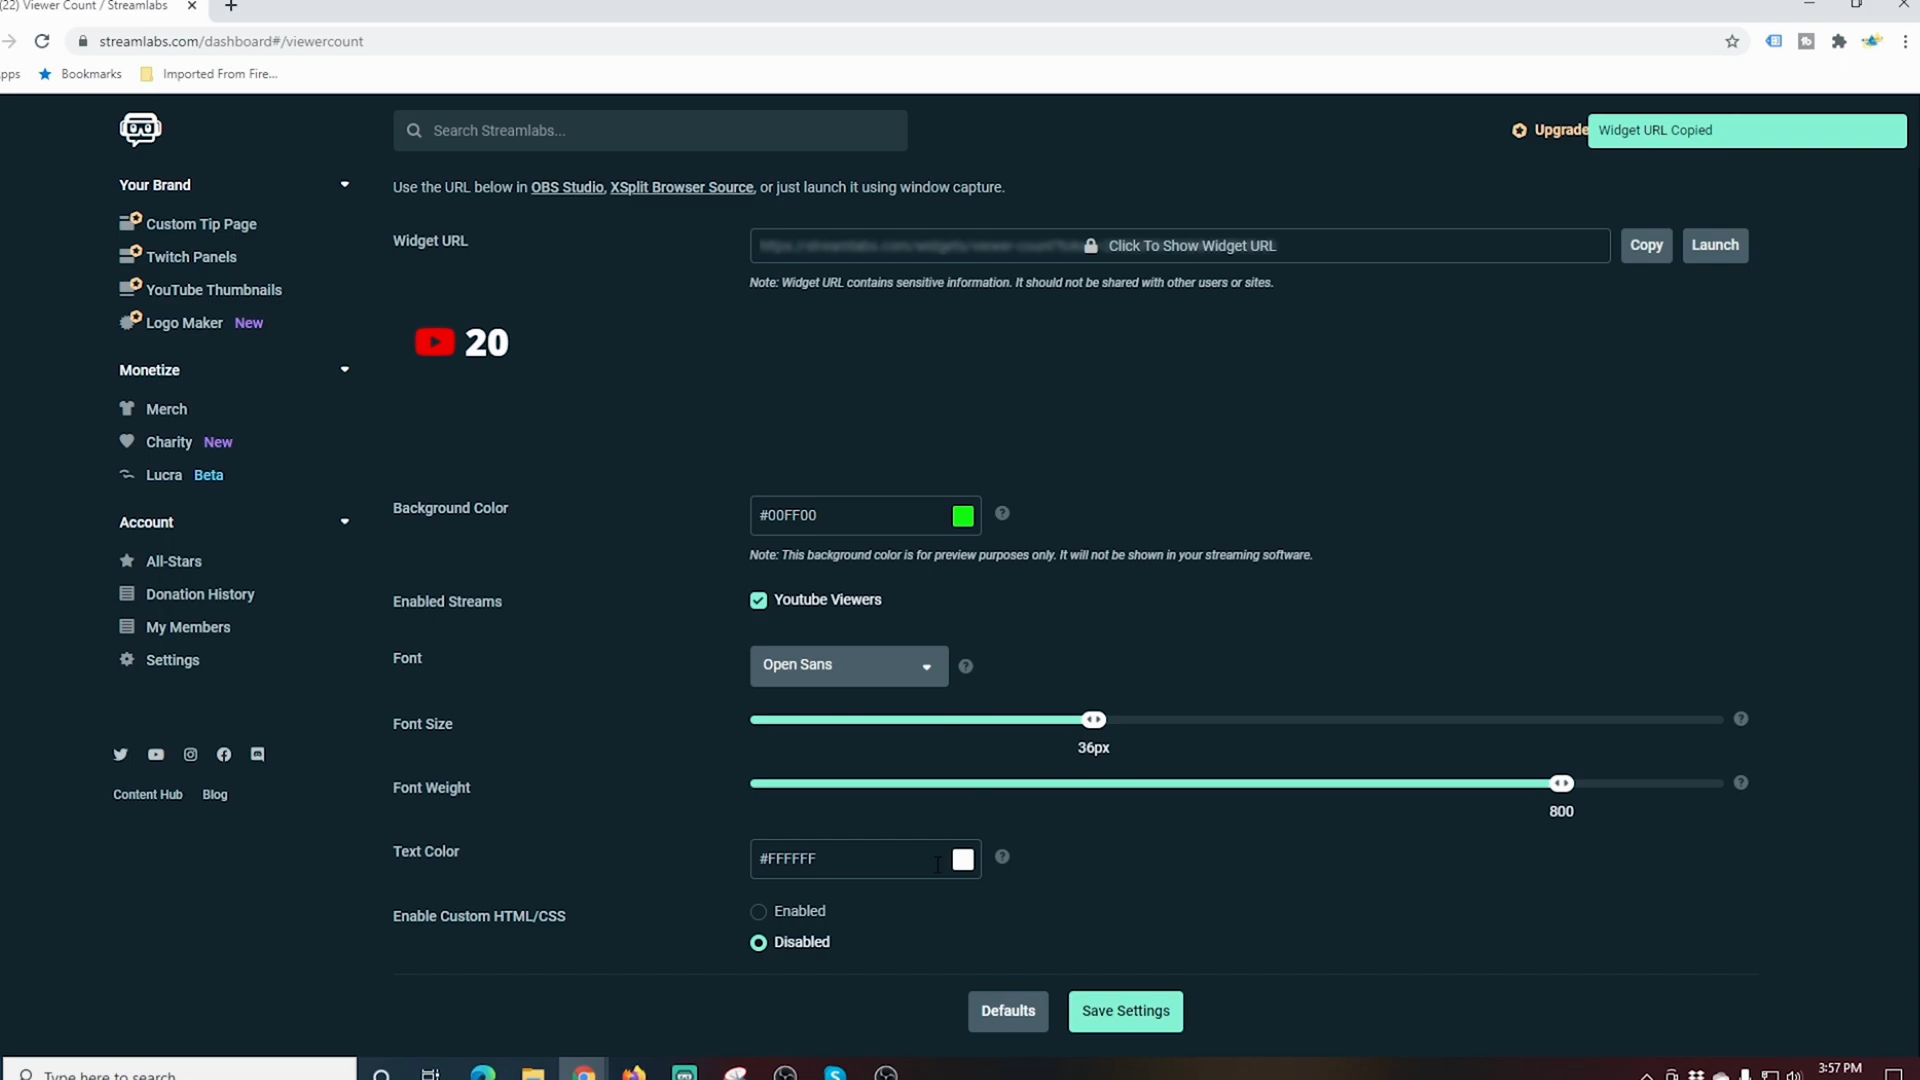 (22) Viewer Count / Streamlabs
streamlabs.com/dashboard#/viewercount
Bookmarks
Imported From Fire...
Search Streamlabs...
Upgrade
Widget URL Copied
Your Brand
Custom Tip Page
Twitch Panels
YouTube Thumbnails
Logo Maker New
Monetize
Merch
Charity New
Lucra Beta
Account
All-Stars
Donation History
My Members
Settings
Content Hub Blog
Use the URL below in OBS Studio, XSplit Browser Source, or just launch it using window capture.
Widget URL
Click To Show Widget URL
Copy
Launch
Note: Widget URL contains sensitive information. It should not be shared with other users or sites.
20
Background Color
#00FF00
Note: This background color is for preview purposes only. It will not be shown in your streaming software.
Enabled Streams
Youtube Viewers
Font
Open Sans
Font Size
36px
Font Weight
800
Text Color
#FFFFFF
Enable Custom HTML/CSS
Enabled
Disabled
Defaults
Save Settings
Type here to search
3:57 PM